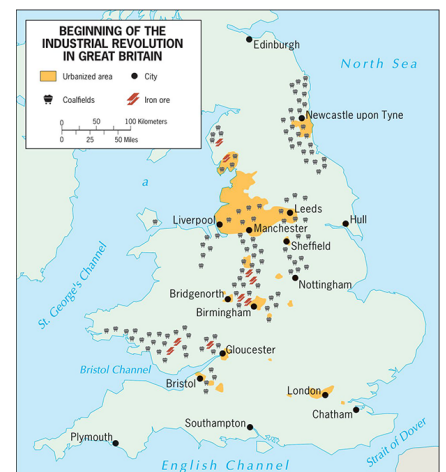 BEGINNING OF THE
INDUSTRIAL REVOLUTION
IN GREAT BRITAIN
Urbanized area
City
Coalfields
Iron ore
0 50 100 Kilometers
0 25 50 Miles
Edinburgh
North Sea
Newcastle upon Tyne
a
Leeds
Liverpool
Hull
Manchester
Sheffield
St. George's Channel
Nottingham
Bridgenorth
Birmingham
Gloucester
Bristol Channel
Bristol
London
Chatham
Southampton
Plymouth
Strait of Dover
English Channel